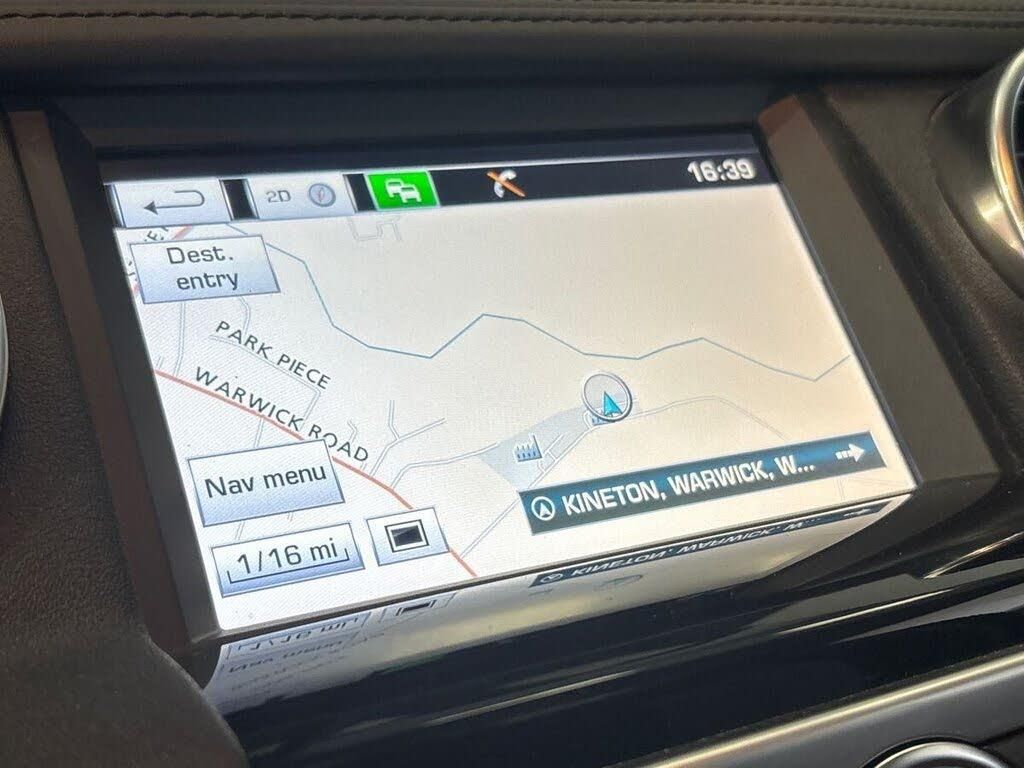 2D
16:39
Dest.
entry
PARK PIECE
WARWICK ROAD
Nav menu
KINETON, WARWICK, W...
1/16 mi